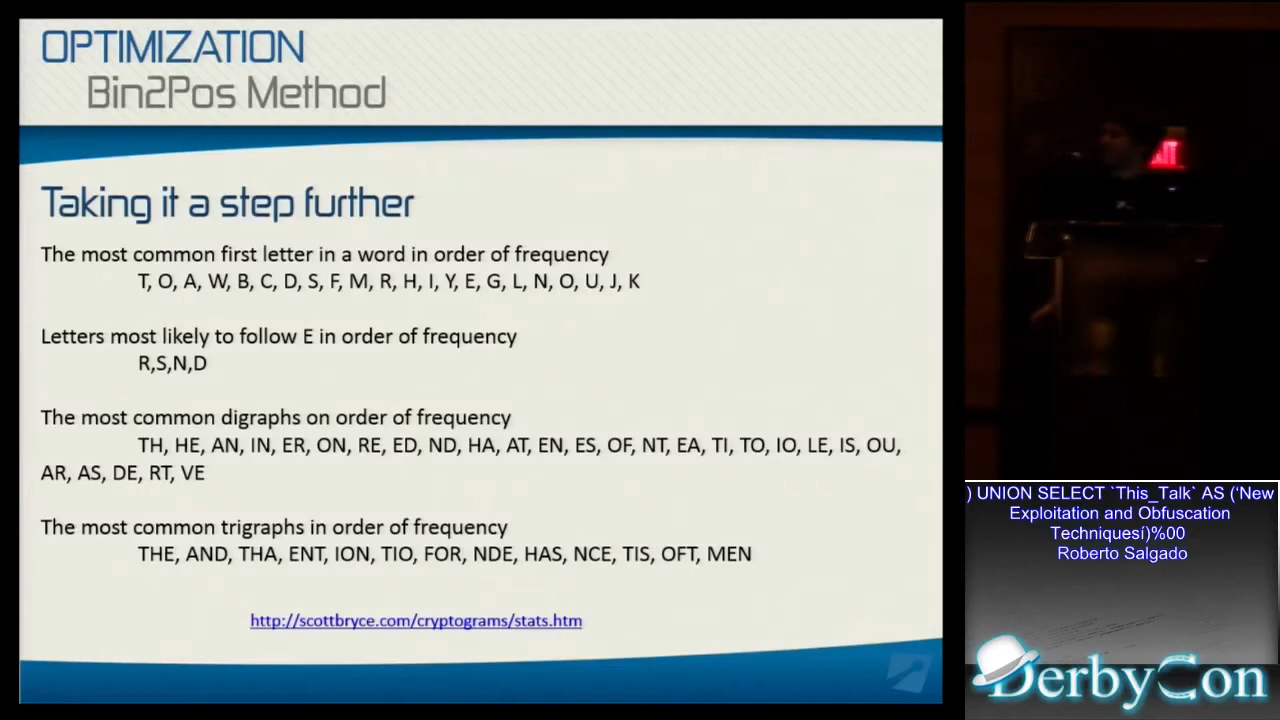 OPTIMIZATION
Bin2Pos Method
Taking it a step further
The most common first letter in a word in order of frequency
T, O, A, W, B, C, D, S, F, M, R, H, I, Y, E, G, L, N, O, U, J, K
Letters most likely to follow E in order of frequency
R,S,N,D
The most common digraphs on order of frequency
TH, HE, AN, IN, ER, ON, RE, ED, ND, HA, AT, EN, ES, OF, NT, EA, TI, TO, IO, LE, IS, OU,
AR, AS, DE, RT, VE
The most common trigraphs in order of frequency
THE, AND, THA, ENT, ION, TIO, FOR, NDE, HAS, NCE, TIS, OFT, MEN
http://scottbryce.com/cryptograms/stats.htm
) UNION SELECT `This_Talk` AS (‘New
Exploitation and Obfuscation
Techniquesí)%00
Roberto Salgado
DerbyCon